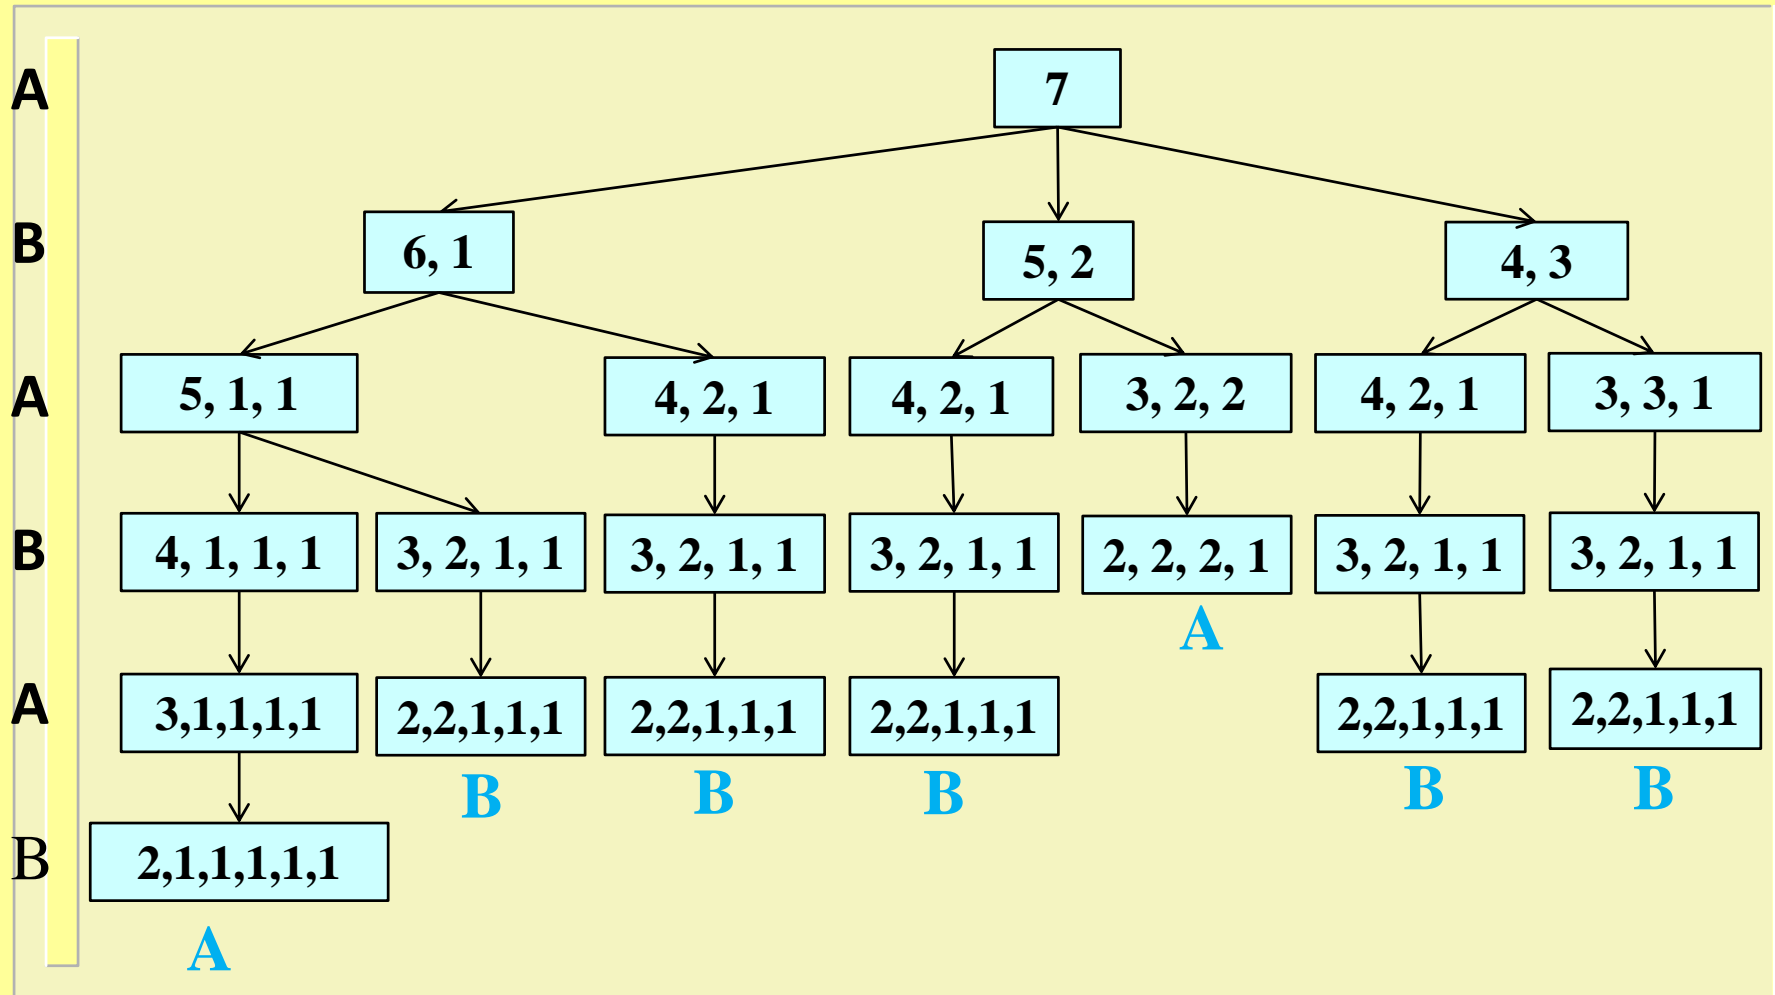 A
7
B
6, 1
5, 2
4, 3
A
5, 1, 1
4, 2, 1
4, 2, 1
3, 2, 2
4, 2, 1
3, 3, 1
B
4, 1, 1, 1
3, 2, 1, 1
3, 2, 1, 1
3, 2, 1, 1
2, 2, 2, 1
3, 2, 1, 1
3, 2, 1, 1
A
A
3,1,1,1,1
2,2,1,1,1
2,2,1,1,1
2,2,1,1,1
2,2,1,1,1
2,2,1,1,1
B
B
B
B
B
B
2,1,1,1,1,1
A